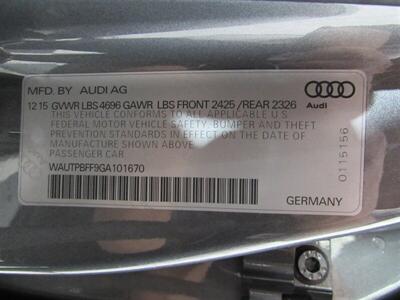 MFD. BY AUDI AG
12 15 GVWR LBS 4696 GAWR LBS FRONT 2425 / REAR 2326
THIS VEHICLE CONFORMS TO ALL APPLICABLE U S
FEDERAL MOTOR VEHICLE SAFETY, BUMPER AND THEFT
PREVENTION STANDARDS IN EFFECT ON THE DATE OF
MANUFACTURE SHOWN ABOVE.
PASSENGER CAR
WAUTPBFF9GA101670
Audi
0115156
GERMANY